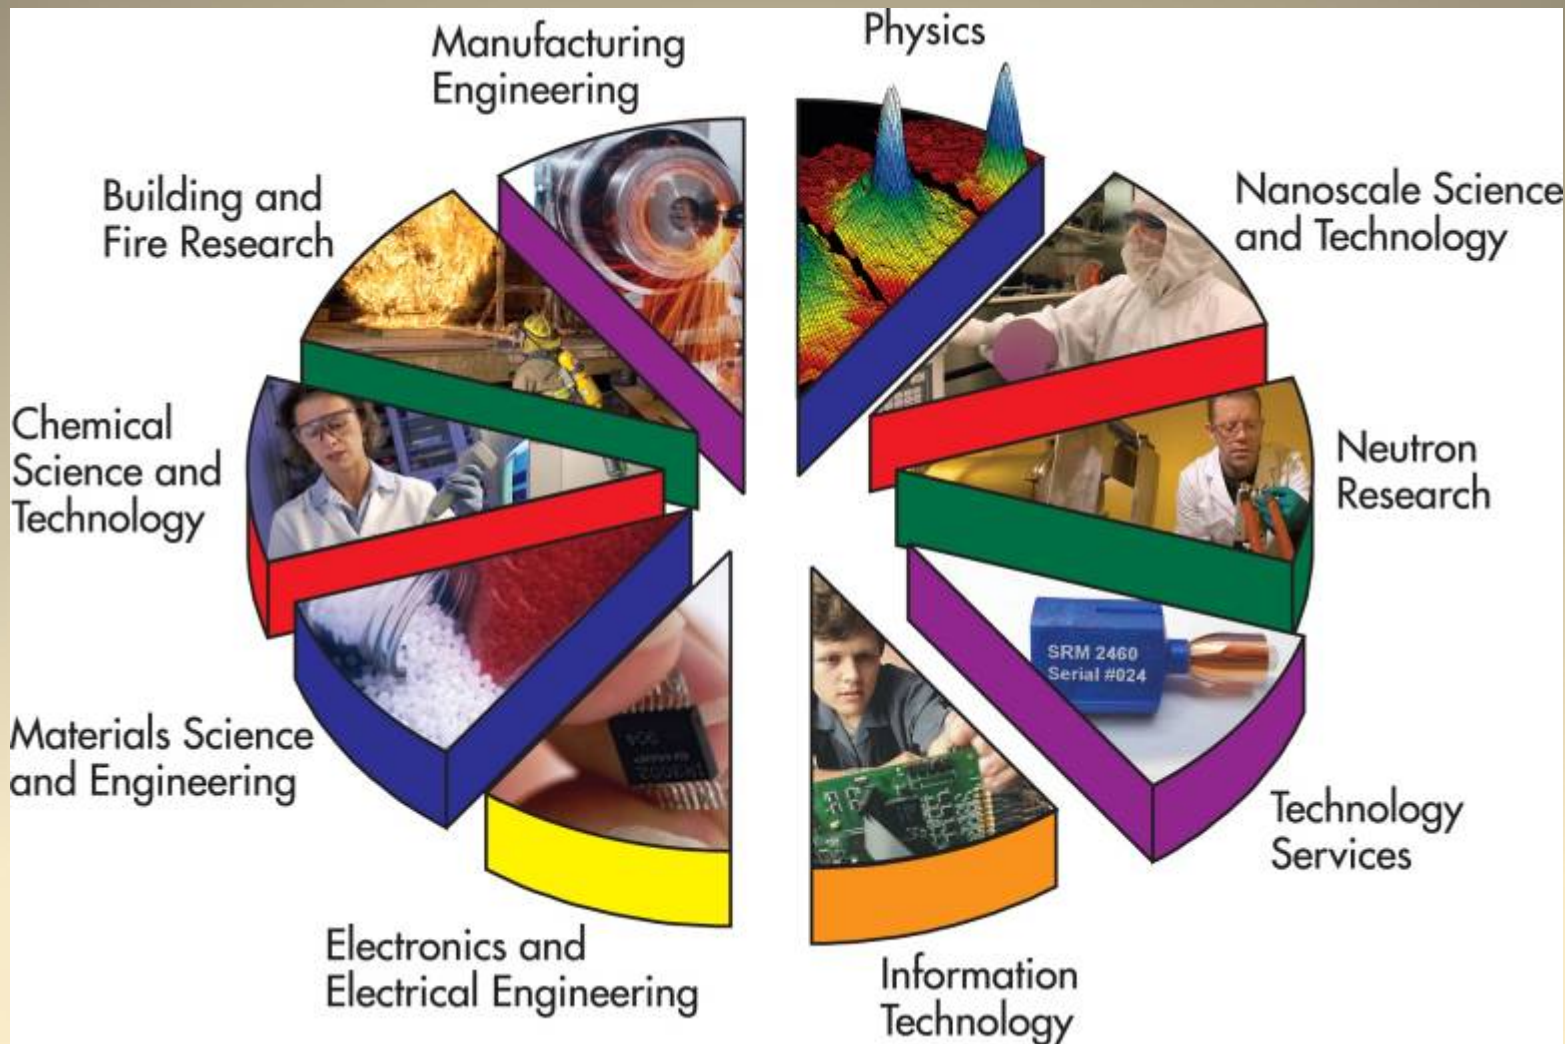 Manufacturing
Engineering
Physics
Building and
Fire Research
Nanoscale Science
and Technology
Chemical
Science and
Technology
Neutron
Research
SRM 2460
Serial #024
Materials Science
and Engineering
Technology
Services
Electronics and
Electrical Engineering
Information
Technology